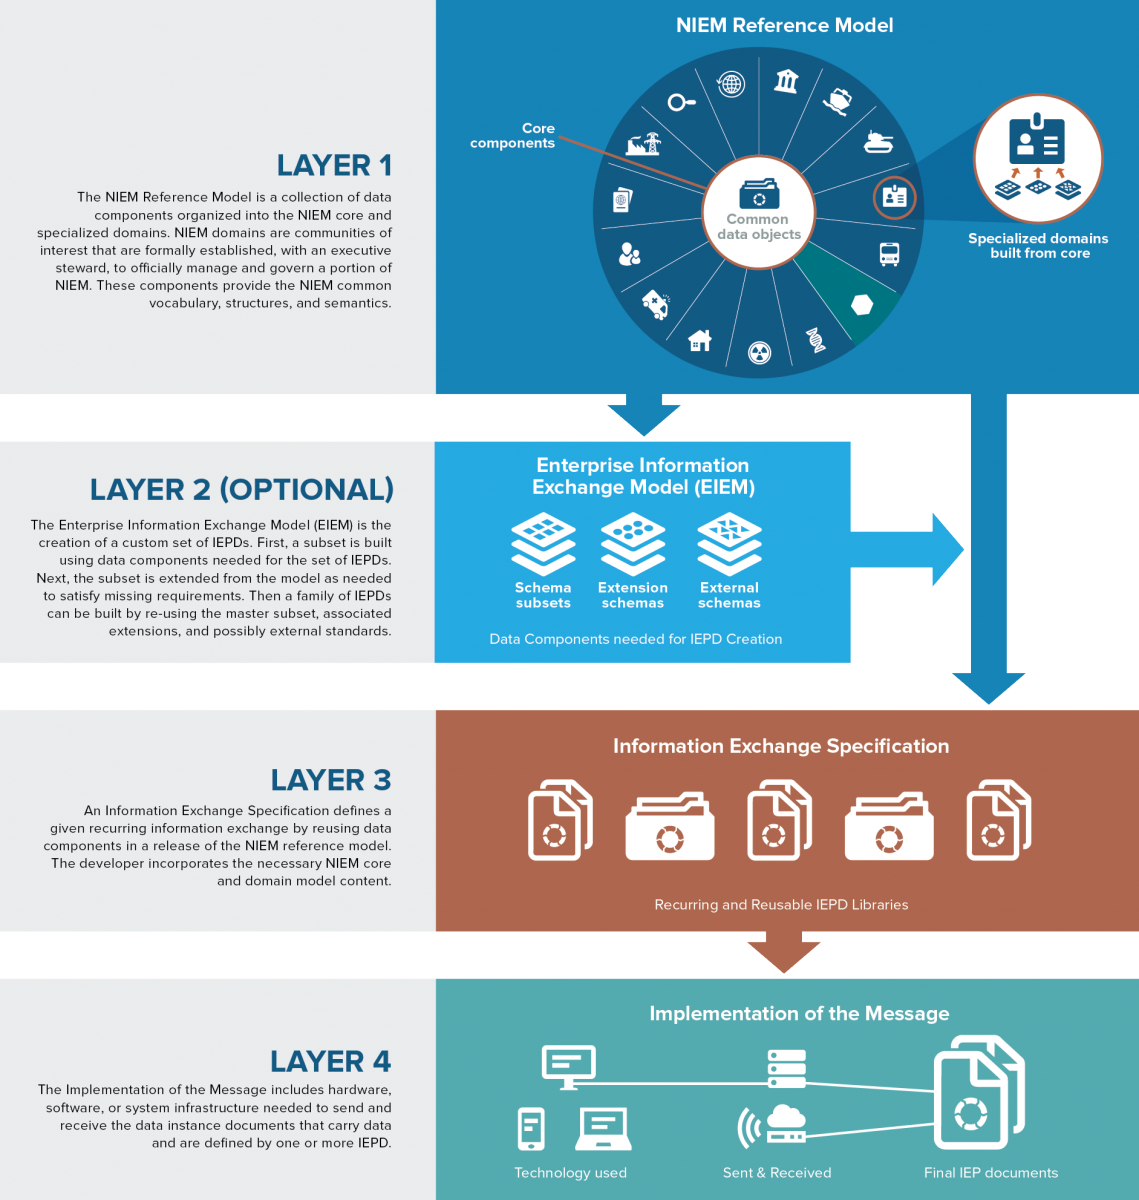 LAYER 1
The NIEM Reference Model is a collection of data
components organized into the NIEM core and
specialized domains. NIEM domains are communities of
interest that are formally established, with an executive
steward, to officially manage and govern a portion of
NIEM. These components provide the NIEM common
vocabulary, structures, and semantics.
NIEM Reference Model
Core
components
Common
data objects
Specialized domains
built from core
LAYER 2 (OPTIONAL)
The Enterprise Information Exchange Model (EIEM) is the
creation of a custom set of IEPDs. First, a subset is built
using data components needed for the set of IEPDs.
Next, the subset is extended from the model as needed
to satisfy missing requirements. Then a family of IEPDs
can be built by re-using the master subset, associated
extensions, and possibly external standards.
Enterprise Information
Exchange Model (EIEM)
Schema
subsets
Extension
schemas
External
schemas
Data Components needed for IEPD Creation
LAYER 3
An Information Exchange Specification defines a
given recurring information exchange by reusing data
components in a release of the NIEM reference model.
The developer incorporates the necessary NIEM core
and domain model content.
Information Exchange Specification
Recurring and Reusable IEPD Libraries
LAYER 4
The Implementation of the Message includes hardware,
software, or system infrastructure needed to send and
receive the data instance documents that carry data
and are defined by one or more IEPD.
Implementation of the Message
Technology used
Sent & Received
Final IEP documents